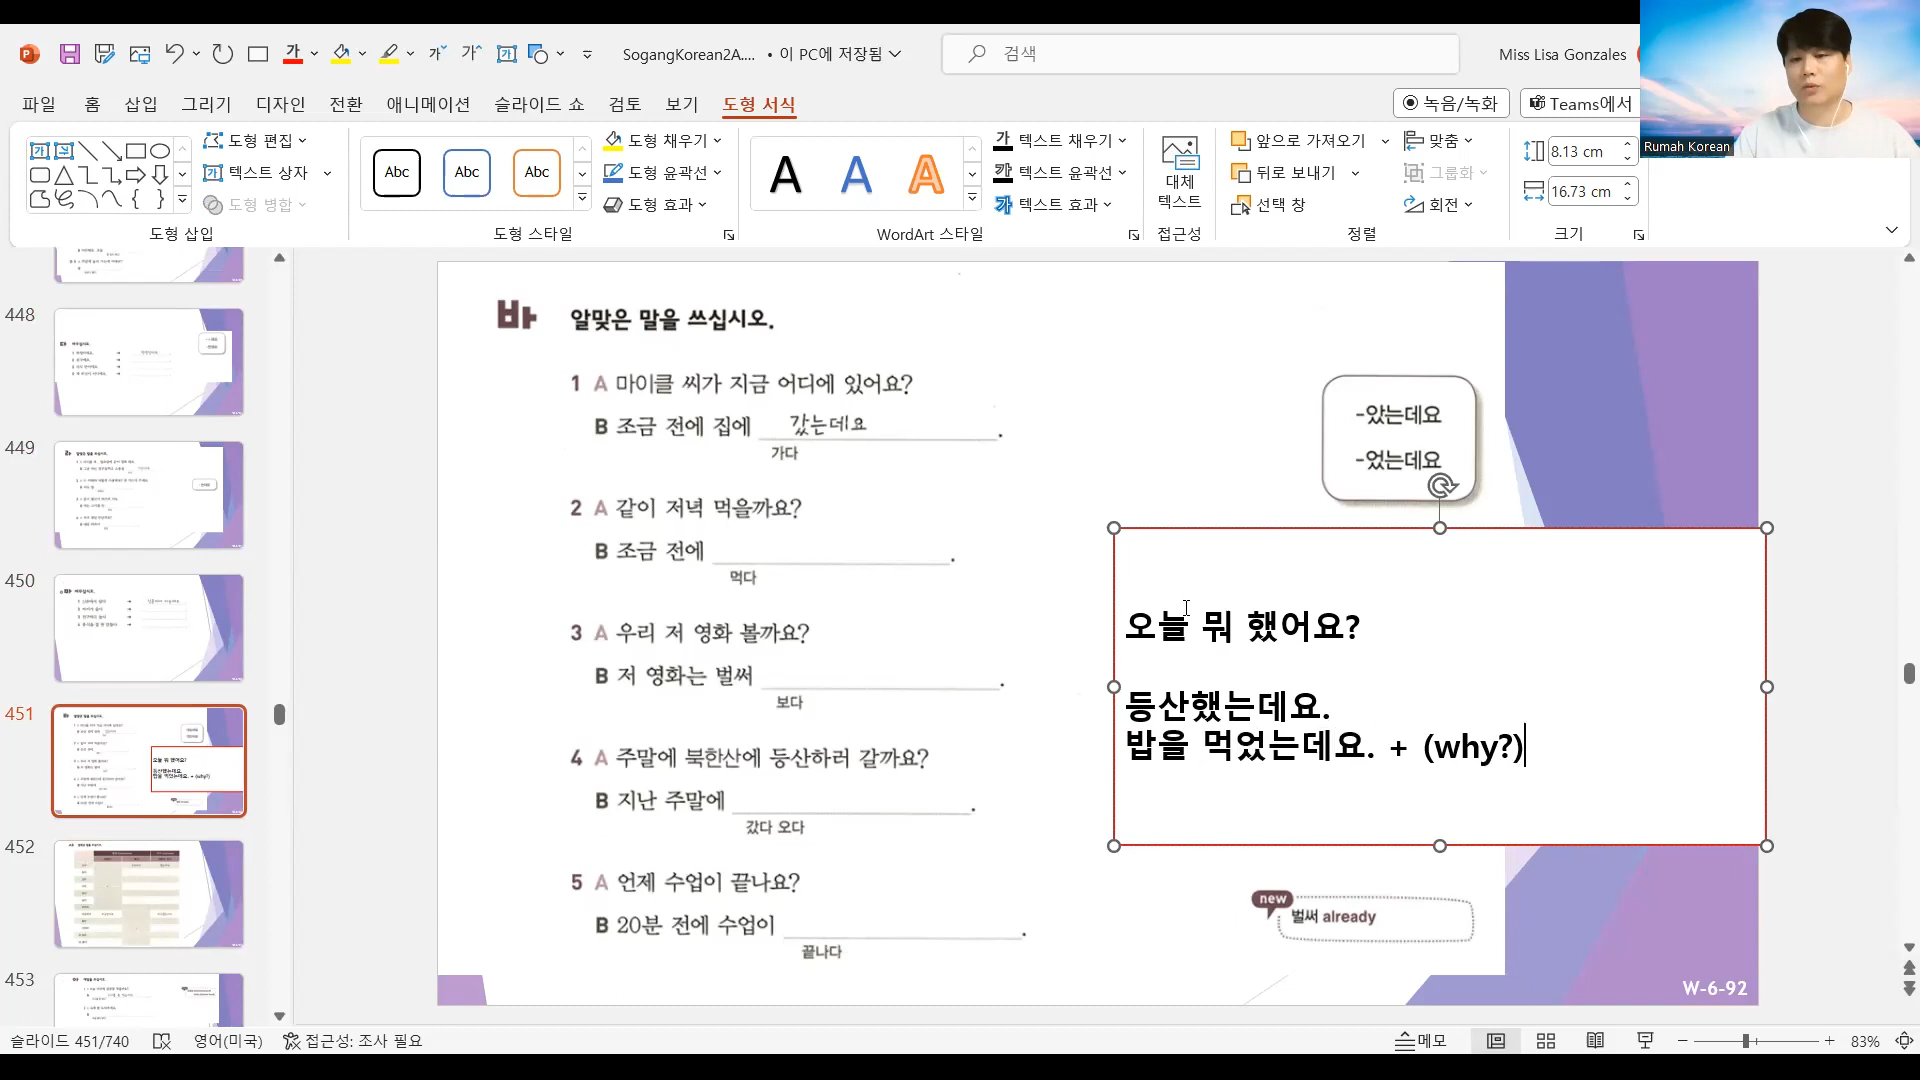 SogangKorean2A.... • 이 PC에 저장됨
검색
Miss Lisa Gonzales
파일 홈 삽입 그리기 디자인 전환 애니메이션 슬라이드 쇼 검토 보기 도형 서식
녹음/녹화
Teams에서
Rumah Korean
도형 편집
텍스트 상자
도형 병합
도형 삽입
Abc Abc Abc
도형 채우기
도형 윤곽선
도형 효과
도형 스타일
A A A
텍스트 채우기
텍스트 윤곽선
텍스트 효과
WordArt 스타일
대체
텍스트
접근성
앞으로 가져오기
뒤로 보내기
선택 창
맞춤
그룹화
회전
정렬
8.13 cm
16.73 cm
크기
448
449
450
451
452
453
바 알맞은 말을 쓰십시오.
1 A 마이클 씨가 지금 어디에 있어요?
B 조금 전에 집에 갔는데요.
가다
2 A 같이 저녁 먹을까요?
B 조금 전에 .
먹다
3 A 우리 저 영화 볼까요?
B 저 영화는 벌써 .
보다
4 A 주말에 북한산에 등산하러 갈까요?
B 지난 주말에 .
갔다 오다
5 A 언제 수업이 끝나요?
B 20분 전에 수업이 .
끝나다
-았는데요
-었는데요
오늘 뭐 했어요?
등산했는데요.
밥을 먹었는데요. + (why?)
new
벌써 already
W-6-92
슬라이드 451/740
영어(미국)
접근성: 조사 필요
메모
83%